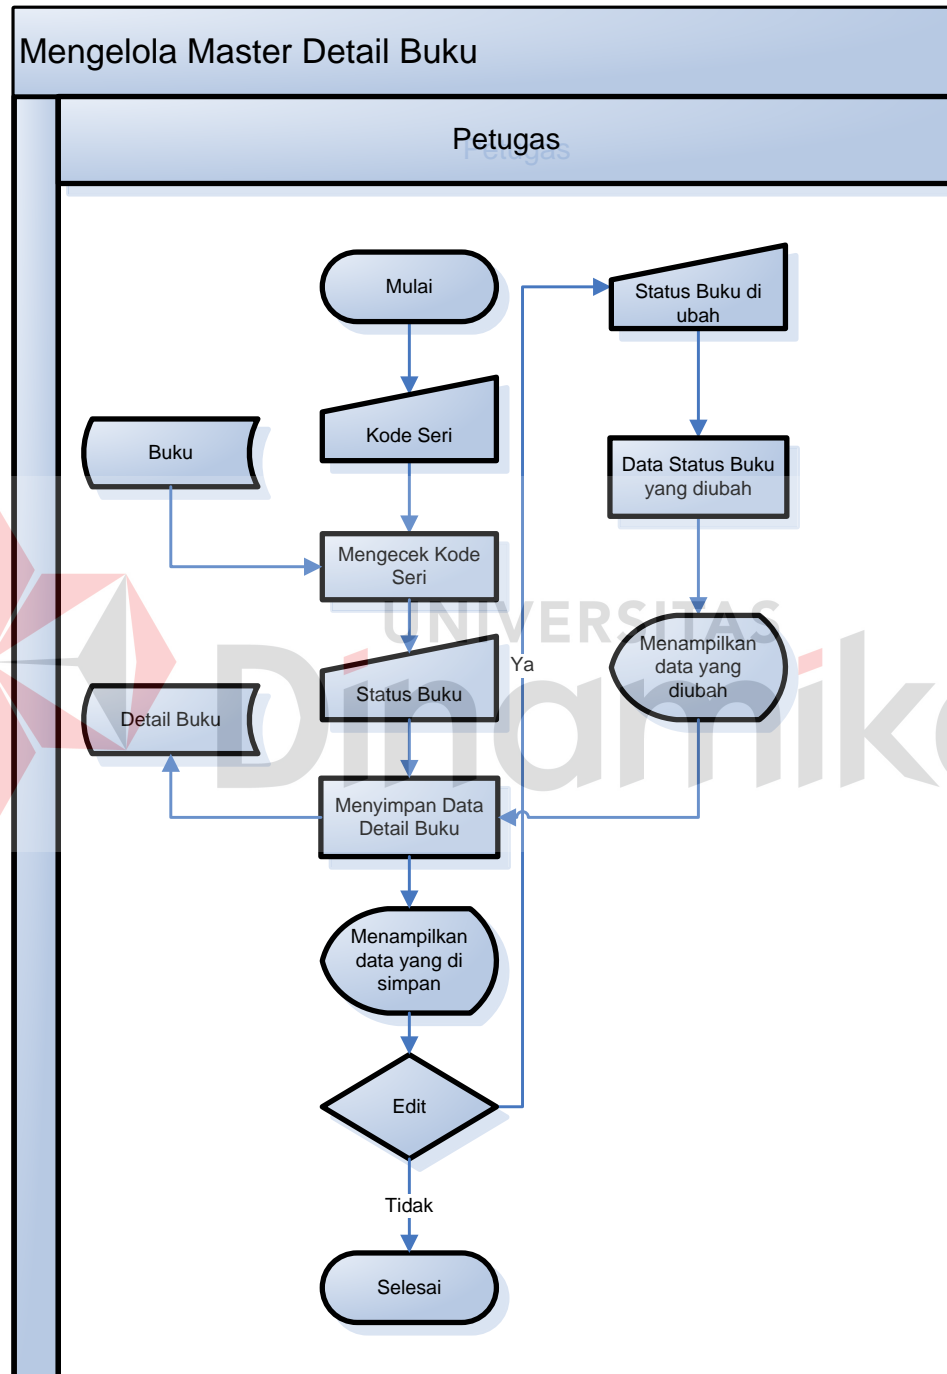 Mengelola Master Detail Buku
Petugas
Mulai
Status Buku di
ubah
Kode Seri
Buku
Data Status Buku
yang diubah
Mengecek Kode
Seri
UNIVERSITAS
Dinamika
Ya
Menampilkan
data yang
diubah
Status Buku
Detail Buku
Menyimpan Data
Detail Buku
Menampilkan
data yang di
simpan
Edit
Tidak
Selesai